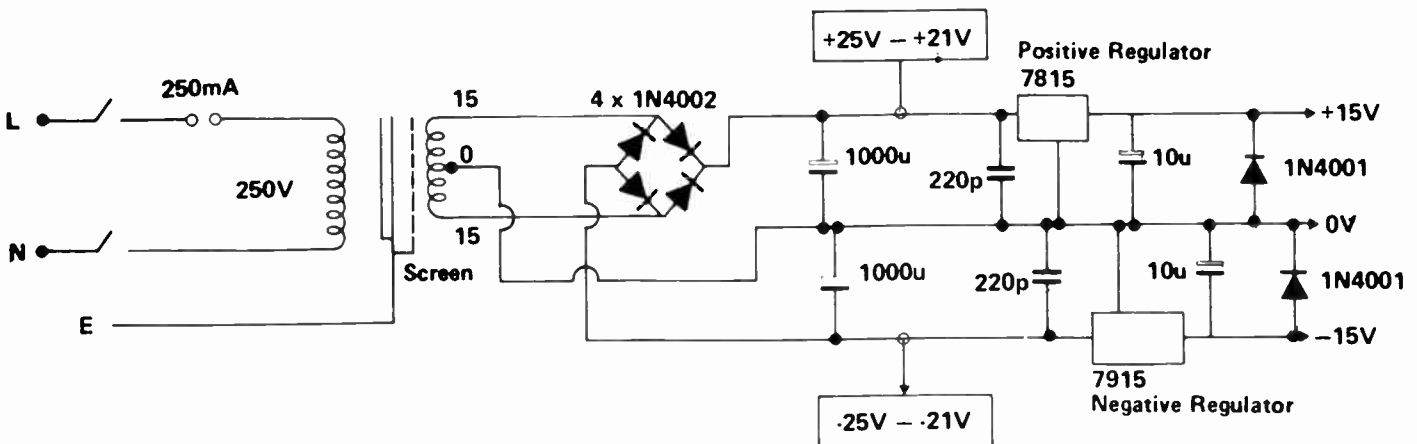 +25V – +21V
Positive Regulator
7815
250mA
15
4 x 1N4002
L
+15V
0
1000u
10u
1N4001
220p
250V
0V
N
15
Screen
1000u
220p
10u
1N4001
E
–15V
7915
Negative Regulator
-25V – -21V